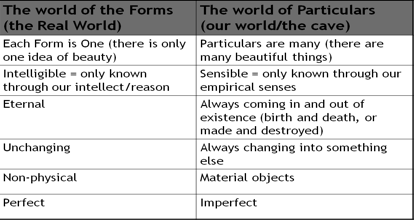 The world of the Forms
(the Real World)
The world of Particulars
(our world/the cave)
Each Form is One (there is only
one idea of beauty)
Particulars are many (there are
many beautiful things)
Intelligible = only known
through our intellect/reason
Sensible = only known through our
empirical senses
Eternal
Always coming in and out of
existence (birth and death, or
made and destroyed)
Unchanging
Always changing into something
else
Non-physical
Material objects
Perfect
Imperfect